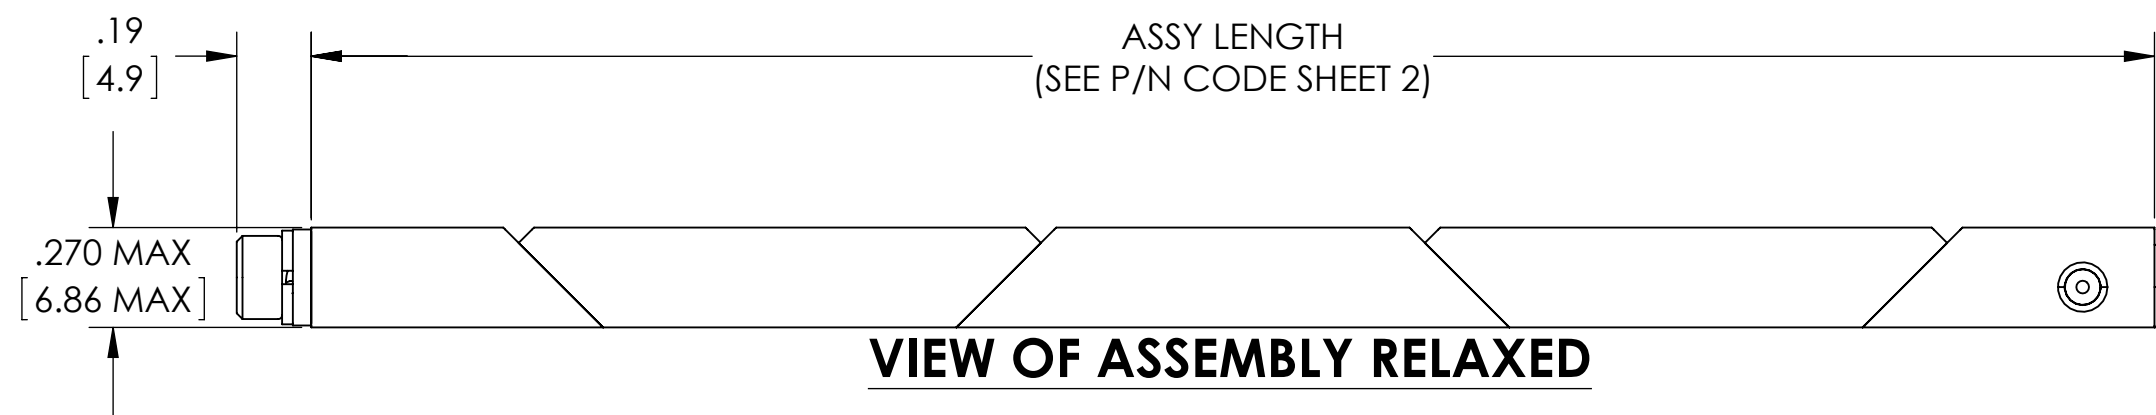 .19
[4.9]
ASSY LENGTH
(SEE P/N CODE SHEET 2)
.270 MAX
[6.86 MAX]
VIEW OF ASSEMBLY RELAXED